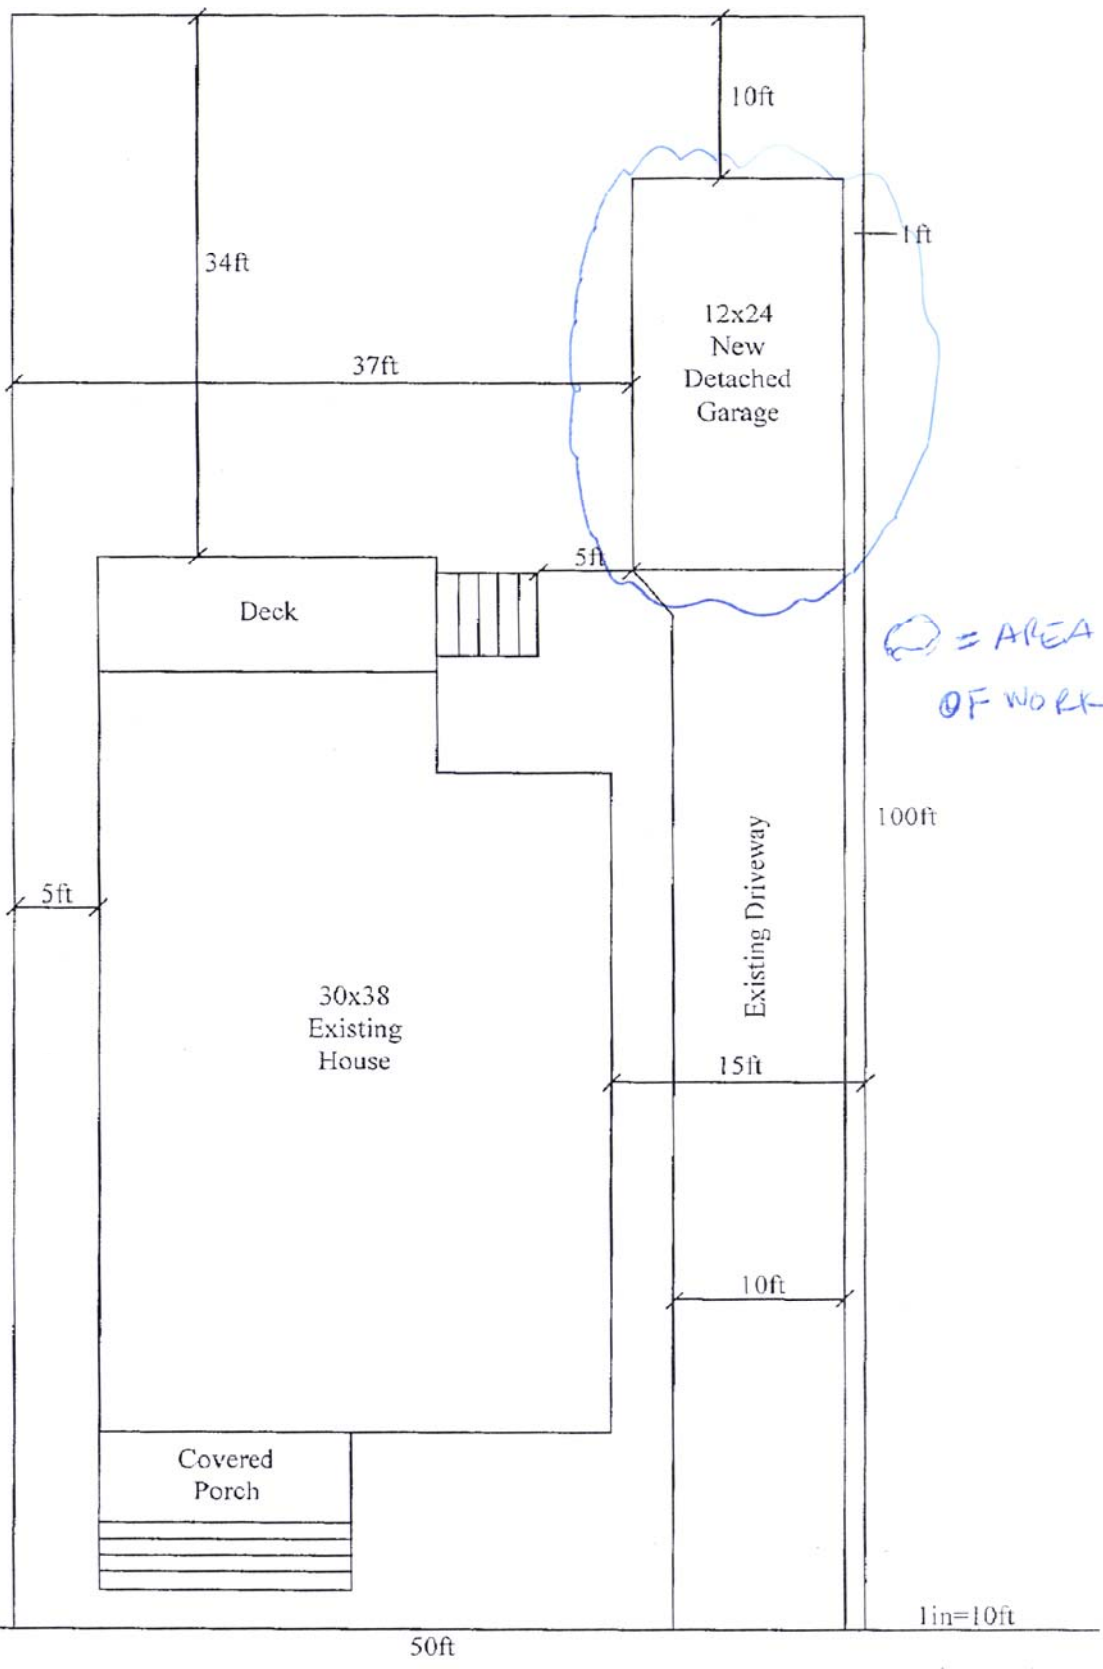 10ft
1ft
34ft
12x24
New
Detached
Garage
37ft
5ft
Deck
= AREA
OF WORK
100ft
Existing Driveway
5ft
30x38
Existing
House
15ft
10ft
Covered
Porch
1in=10ft
50ft